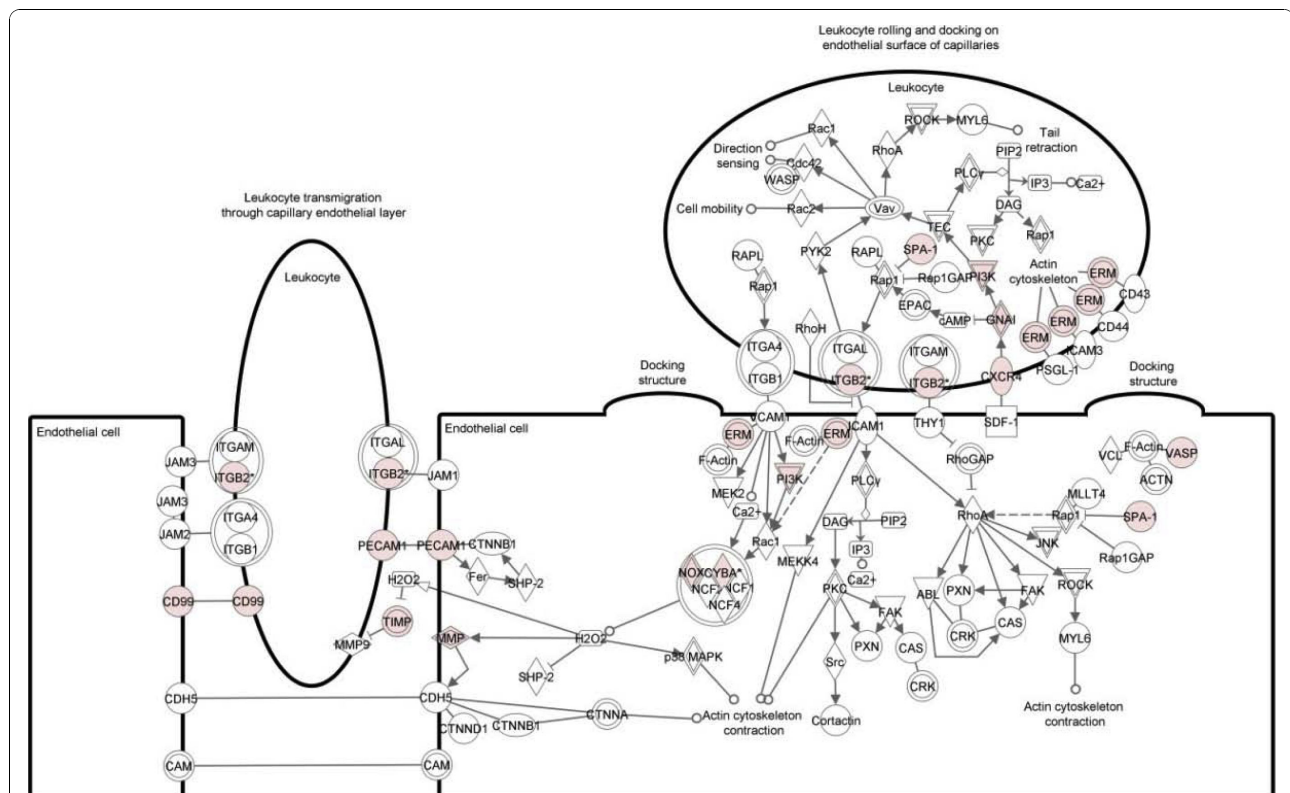 Leukocyte rolling and docking on
endothelial surface of capillaries
Leukocyte
ROCK
MYL6
Rac1
Tail
retraction
Direction
sensing
RhoA
Cdc42
WASP
PIP2
PLCγ
IP3
Ca2+
Vav
DAG
Cell mobility
Rac2
TEC
PKC
Rap1
PYK2
SPA-1
RAPL
RAPL
Rap1
Rap1
Rap1GAP
PI3K
Actin
cytoskeleton
ERM
CD43
EPAC
ERM
cAMP
GNAI
ERM
CD44
RhoH
ERM
ICAM3
ITGA4
ITGB1
ITGAL
ITGB2*
ITGAM
ITGB2*
CXCR4
PSGL-1
Docking
structure
Docking
structure
Leukocyte transmigration
through capillary endothelial layer
Leukocyte
Endothelial cell
Endothelial cell
VCAM1
ICAM1
THY1
SDF-1
JAM3
ITGAM
ITGB2*
ITGAL
ITGB2*
JAM1
JAM3
JAM2
ITGA4
ITGB1
PECAM1
PECAM1
CTNNB1
Fer
SHP-2
CD99
CD99
H2O2
TIMP
MMP9
MMP
ERM
F-Actin
F-Actin
ERM
MEK2
PI3K
Ca2+
Rac1
MEKK4
NOX
CYBA*
NCF2
NCF1
NCF4
H2O2
SHP-2
p38 MAPK
PLCγ
DAG
PIP2
IP3
Ca2+
PKC
FAK
PXN
CAS
Src
CRK
Cortactin
RhoGAP
RhoA
ABL
PXN
FAK
CRK
CAS
JNK
ROCK
MYL6
Actin cytoskeleton
contraction
VCL
F-Actin
VASP
ACTN
MLLT4
Rap1
SPA-1
Rap1GAP
CDH5
CDH5
CTNND1
CTNNB1
CTNNA
Actin cytoskeleton
contraction
CAM
CAM